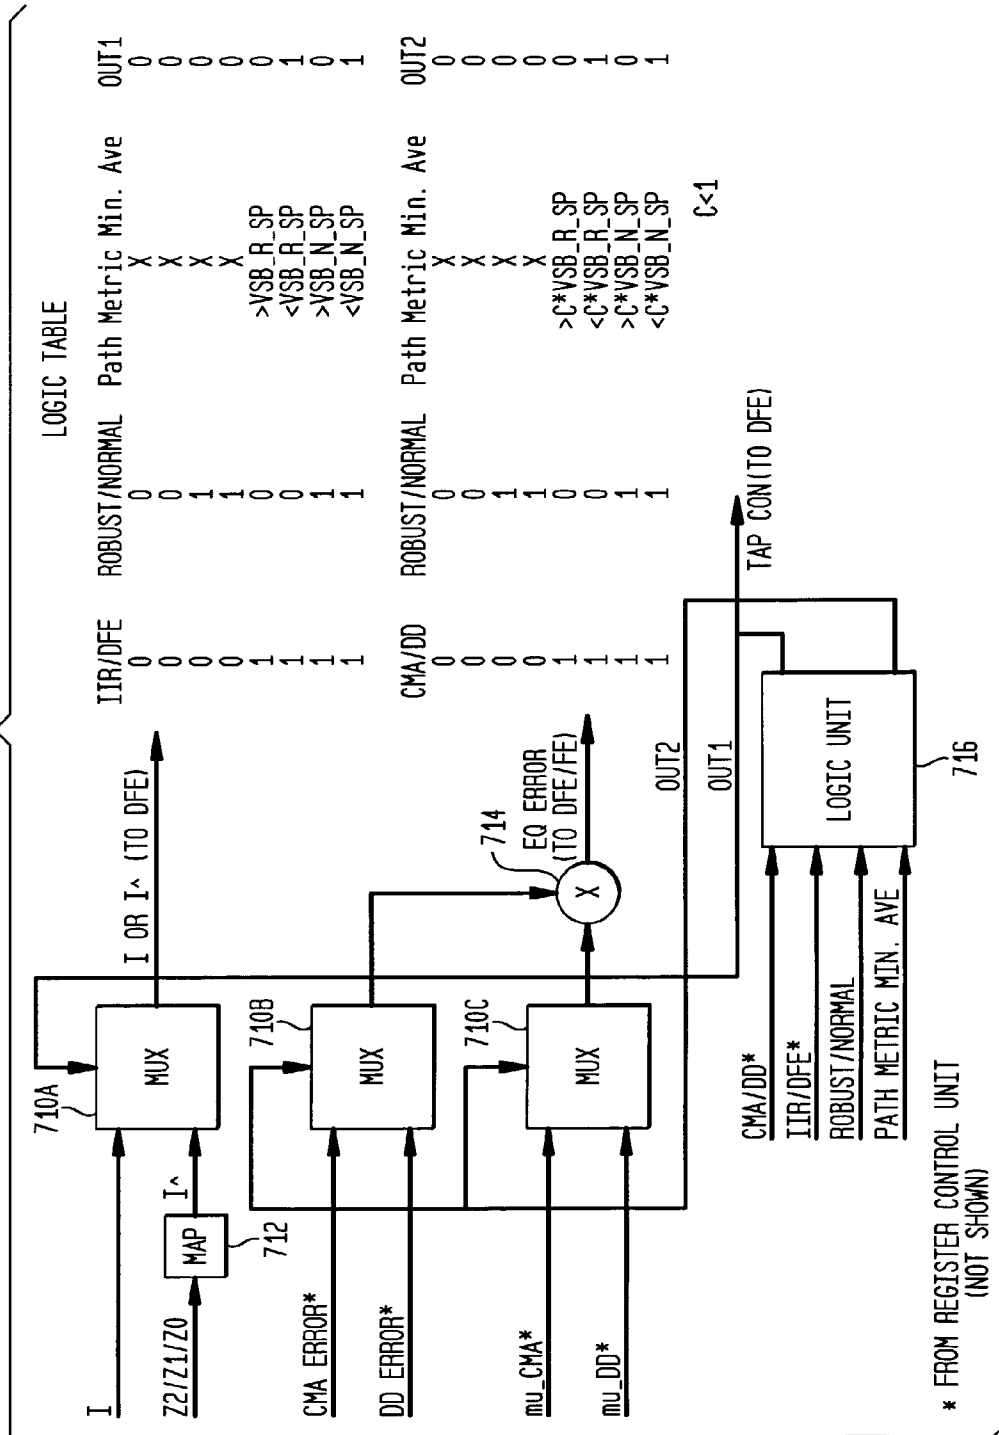 LOGIC TABLE
IIR/DFE ROBUST/NORMAL Path Metric Min. Ave OUT1
0 0 X 0
0 0 X 0
0 1 X 0
0 1 X 0
1 0 >VSB_R_SP 0
1 0 <VSB_R_SP 1
1 1 >VSB_N_SP 0
1 1 <VSB_N_SP 1
CMA/DD ROBUST/NORMAL Path Metric Min. Ave OUT2
0 0 X 0
0 0 X 0
0 1 X 0
0 1 X 0
1 0 >C*VSB_R_SP 0
1 0 <C*VSB_R_SP 1
1 1 >C*VSB_N_SP 0
1 1 <C*VSB_N_SP 1
C<1
I
Z2/Z1/Z0
MAP
712
I^
710A
MUX
I OR I^ (TO DFE)
CMA ERROR*
DD ERROR*
710B
MUX
mu_CMA*
mu_DD*
710C
MUX
714
X
EQ ERROR
(TO DFE/FE)
OUT2
OUT1
TAP CON(TO DFE)
CMA/DD*
IIR/DFE*
ROBUST/NORMAL
PATH METRIC MIN. AVE
LOGIC UNIT
716
* FROM REGISTER CONTROL UNIT
(NOT SHOWN)